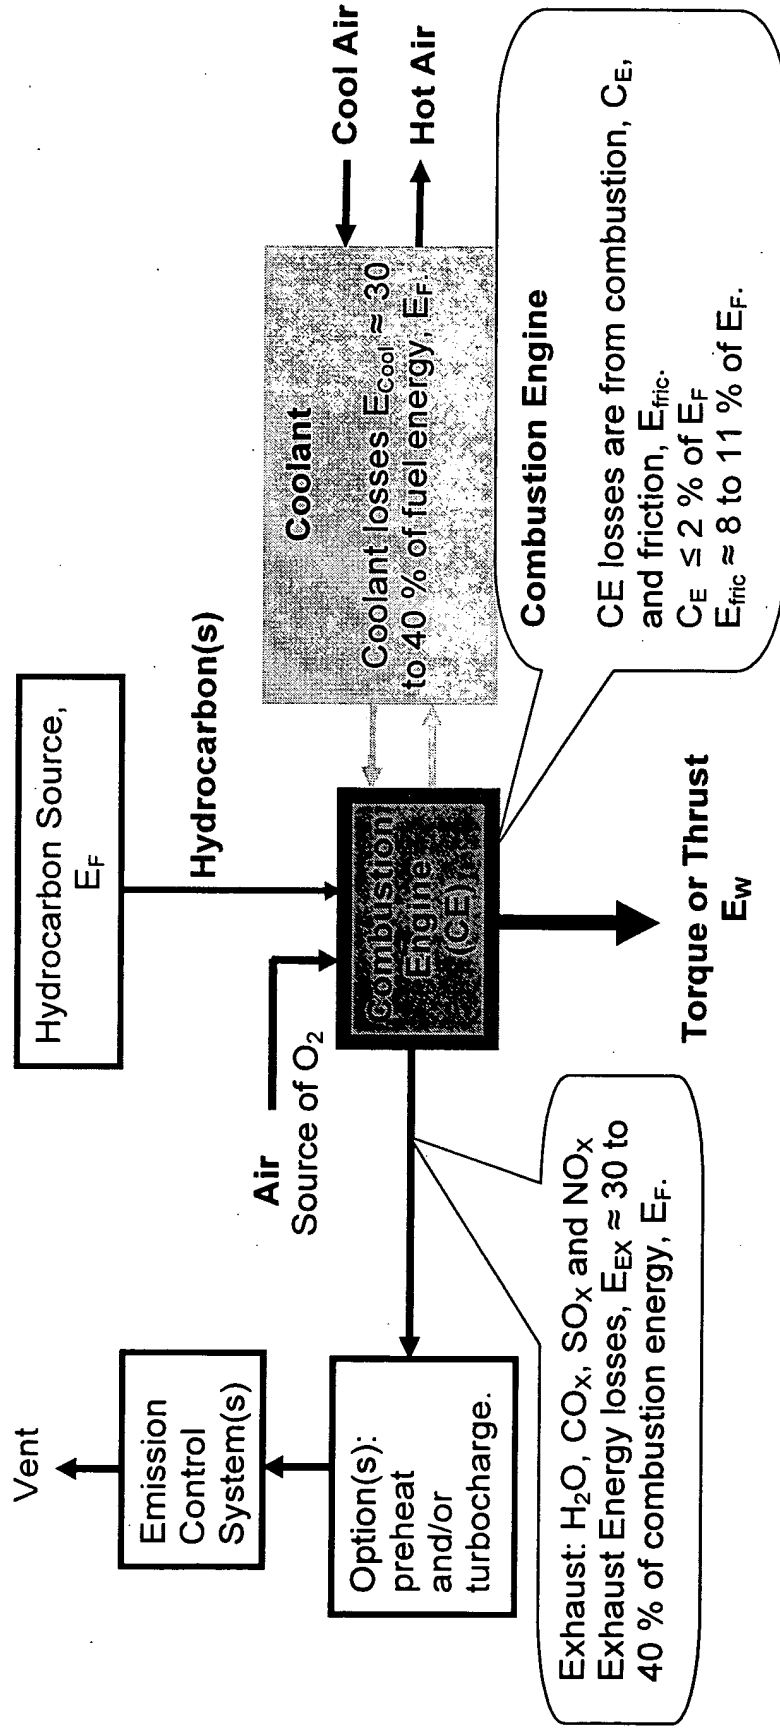 Vent
Emission
Control
System(s)
Option(s):
preheat
and/or
turbocharge.
Exhaust: H₂O, COₓ, SOₓ and NOₓ
Exhaust Energy losses, E_EX ≈ 30 to
40 % of combustion energy, E_F.
Air
Source of O₂
Hydrocarbon Source,
E_F
Hydrocarbon(s)
Combustion
Engine
(CE)
Torque or Thrust
E_W
Coolant
Coolant losses E_Cool ≈ 30
to 40 % of fuel energy, E_F.
Cool Air
Hot Air
Combustion Engine
CE losses are from combustion, C_E,
and friction, E_fric.
C_E ≤ 2 % of E_F
E_fric ≈ 8 to 11 % of E_F.